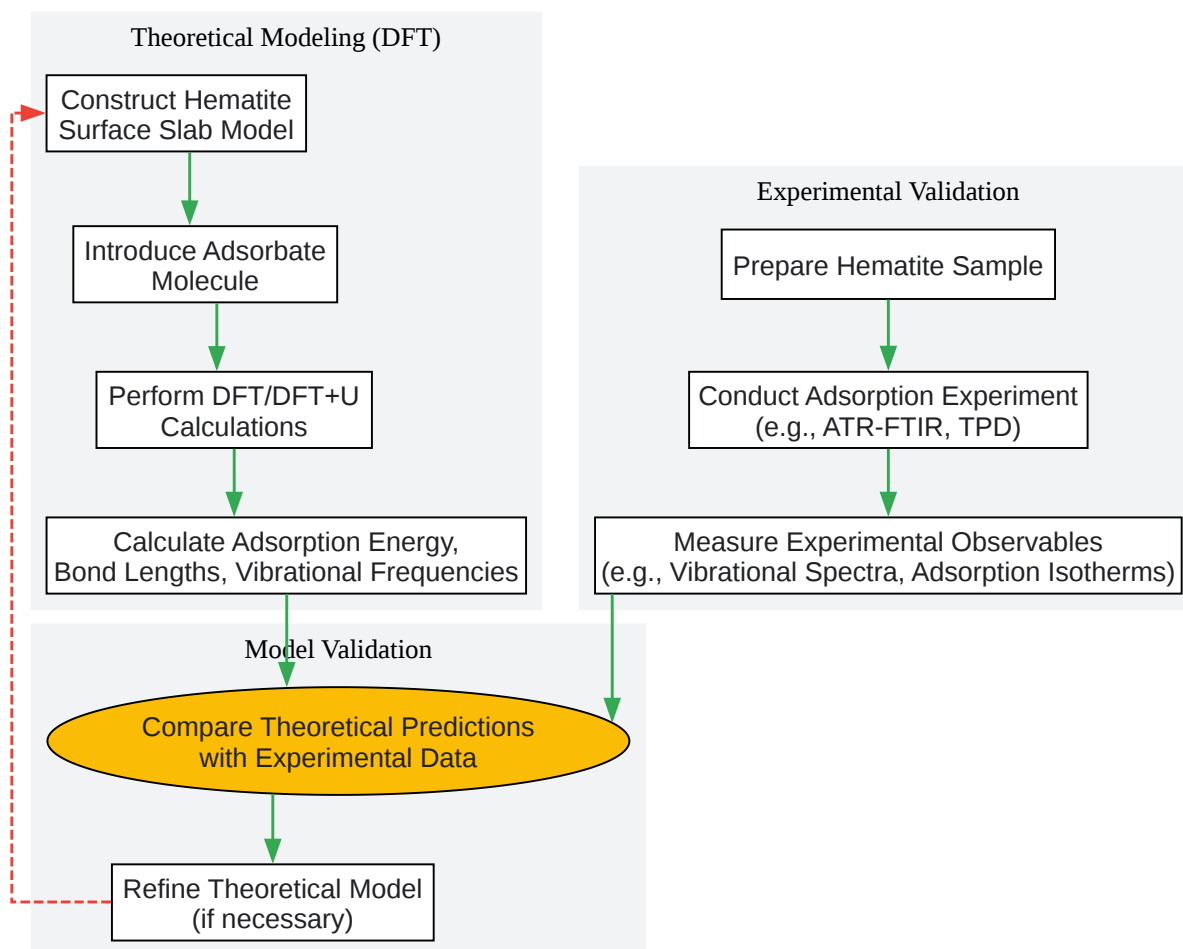 Theoretical Modeling (DFT)
Construct Hematite
Surface Slab Model
Introduce Adsorbate
Molecule
Perform DFT/DFT+U
Calculations
Calculate Adsorption Energy,
Bond Lengths, Vibrational Frequencies
Experimental Validation
Prepare Hematite Sample
Conduct Adsorption Experiment
(e.g., ATR-FTIR, TPD)
Measure Experimental Observables
(e.g., Vibrational Spectra, Adsorption Isotherms)
Model Validation
Compare Theoretical Predictions
with Experimental Data
Refine Theoretical Model
(if necessary)